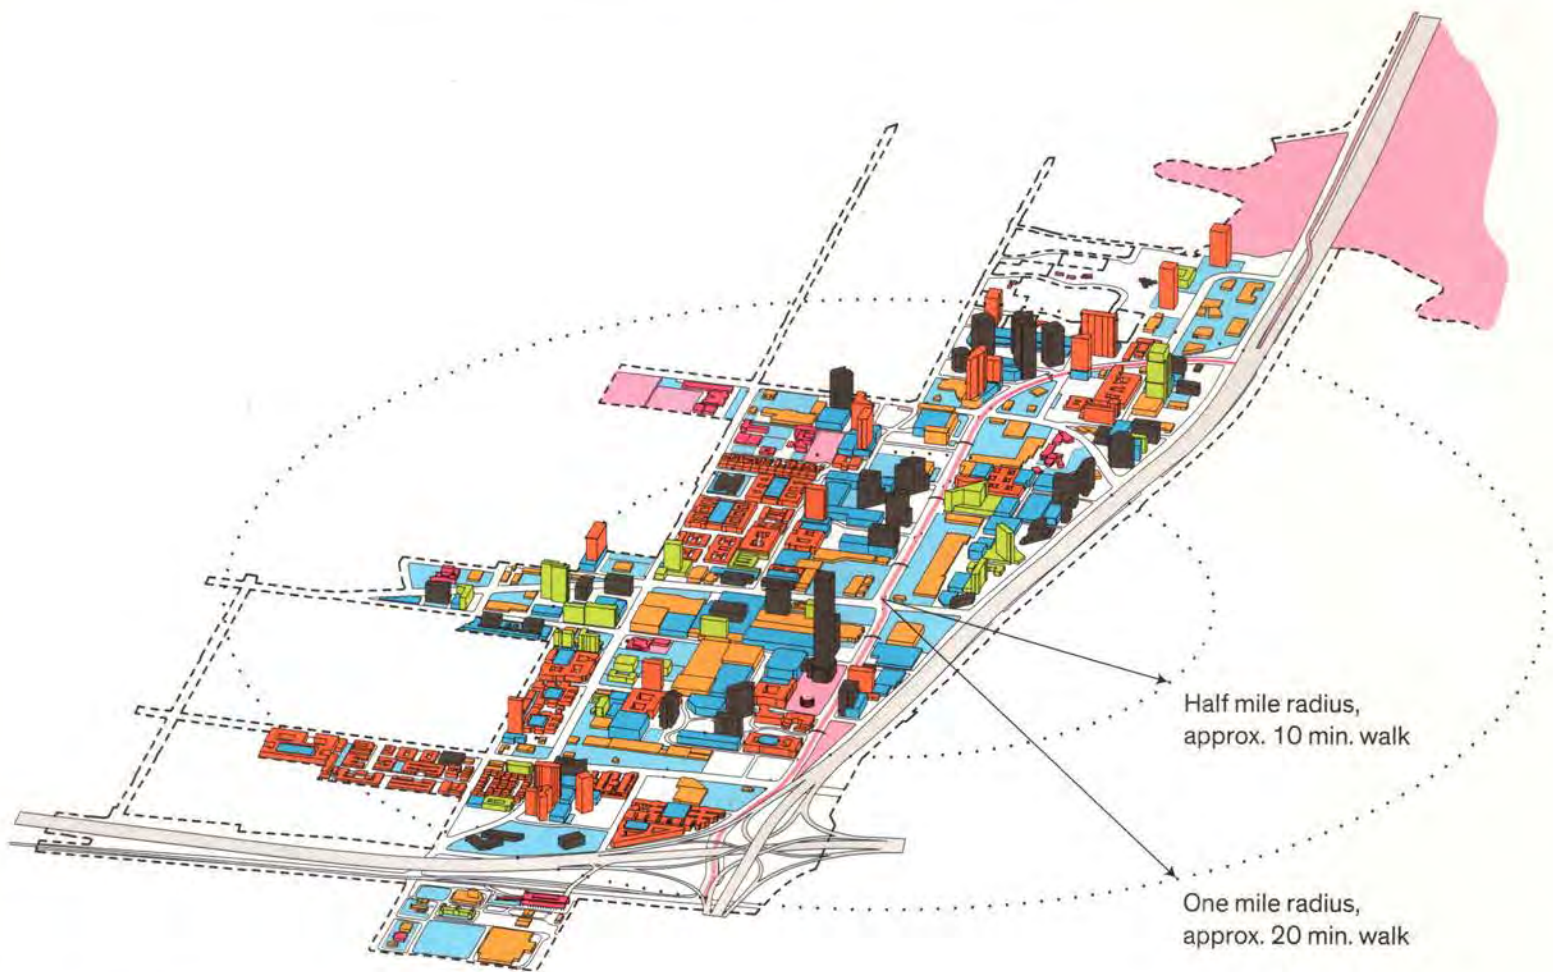 Half mile radius,
approx. 10 min. walk
One mile radius,
approx. 20 min. walk